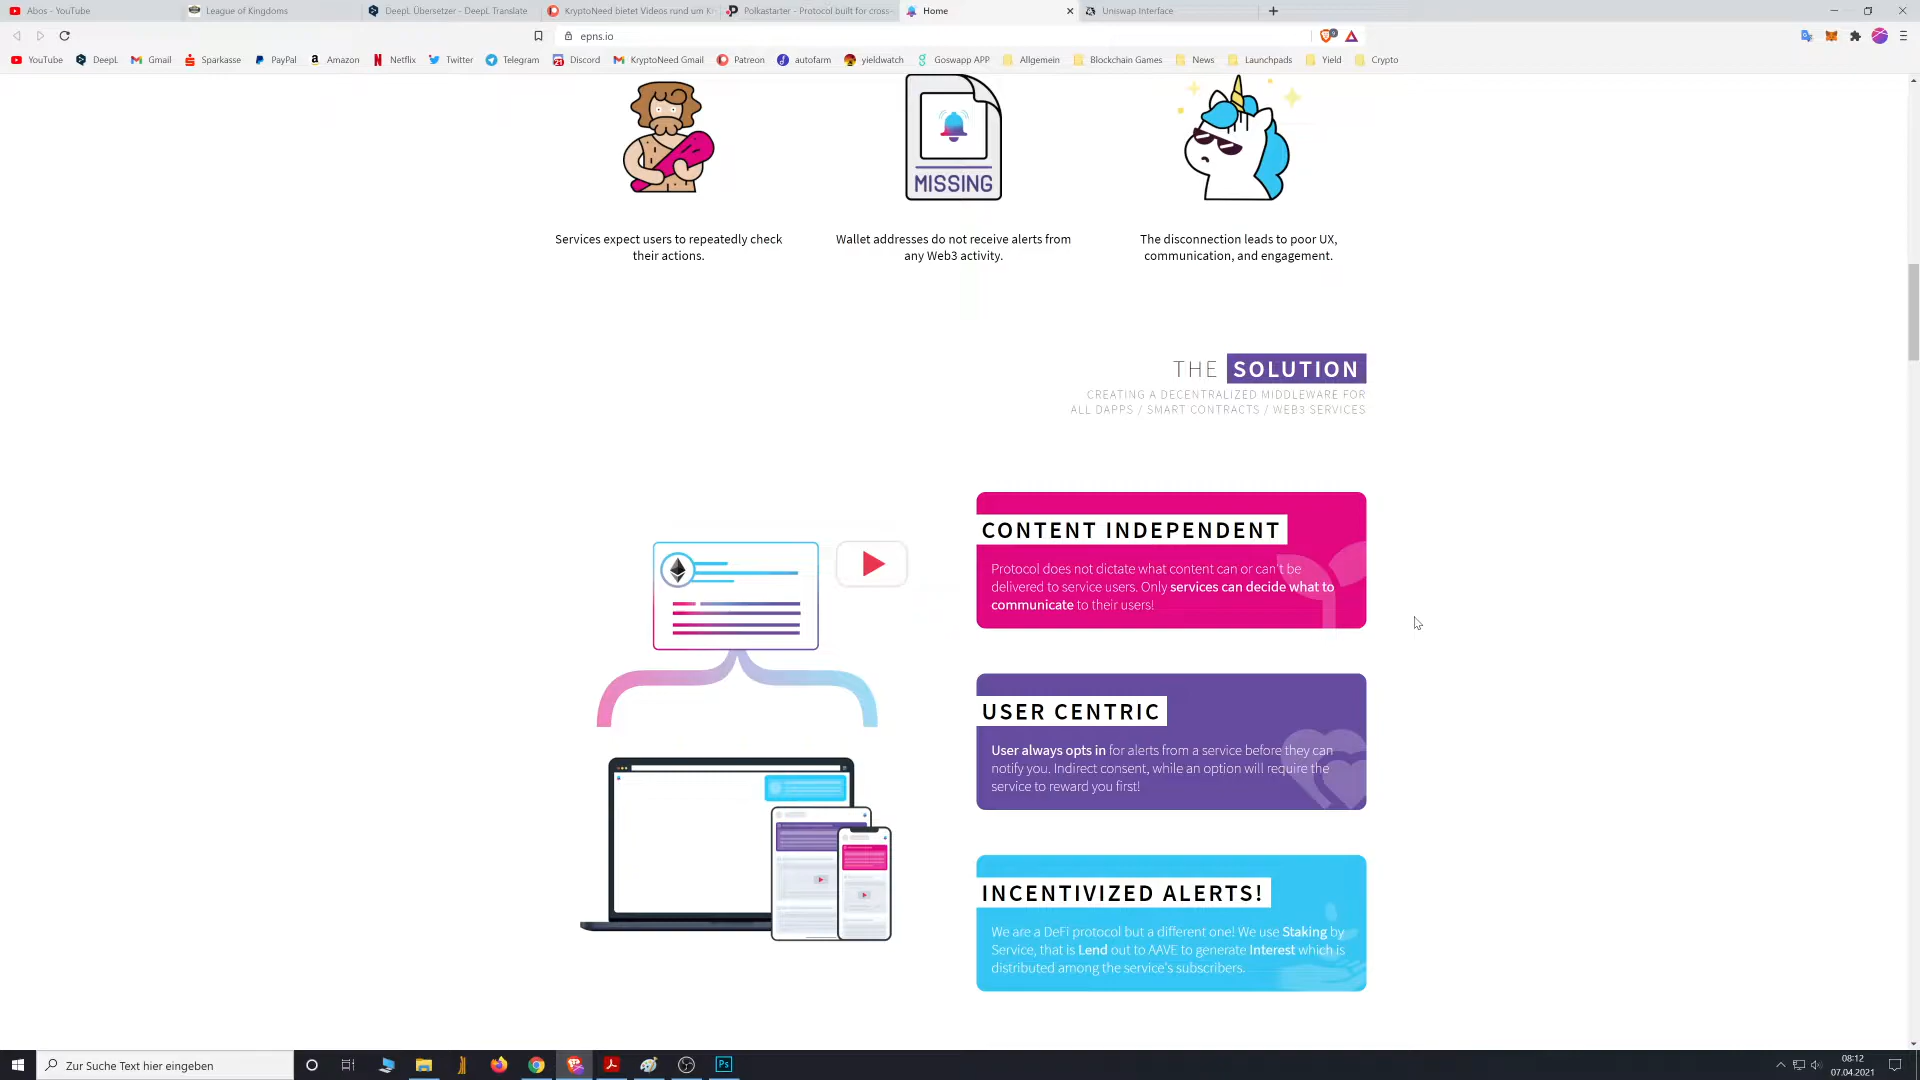 Abos - YouTube
League of Kingdoms
DeepL Übersetzer - DeepL Translate
KryptoNeed bietet Videos rund um Kr
Polkastarter - Protocol built for cross-
Home
Uniswap Interface
epns.io
YouTube
DeepL
Gmail
Sparkasse
PayPal
Amazon
Netflix
Twitter
Telegram
Discord
KryptoNeed Gmail
Patreon
autofarm
yieldwatch
Goswapp APP
Allgemein
Blockchain Games
News
Launchpads
Yield
Crypto
MISSING
Services expect users to repeatedly check
their actions.
Wallet addresses do not receive alerts from
any Web3 activity.
The disconnection leads to poor UX,
communication, and engagement.
THE SOLUTION
CREATING A DECENTRALIZED MIDDLEWARE FOR
ALL DAPPS / SMART CONTRACTS / WEB3 SERVICES
CONTENT INDEPENDENT
Protocol does not dictate what content can or can't be
delivered to service users. Only services can decide what to
communicate to their users!
USER CENTRIC
User always opts in for alerts from a service before they can
notify you. Indirect consent, while an option will require the
service to reward you first!
INCENTIVIZED ALERTS!
We are a DeFi protocol but a different one! We use Staking by
Service, that is Lend out to AAVE to generate Interest which is
distributed among the service's subscribers.
Zur Suche Text hier eingeben
Ps
08:12
07.04.2021